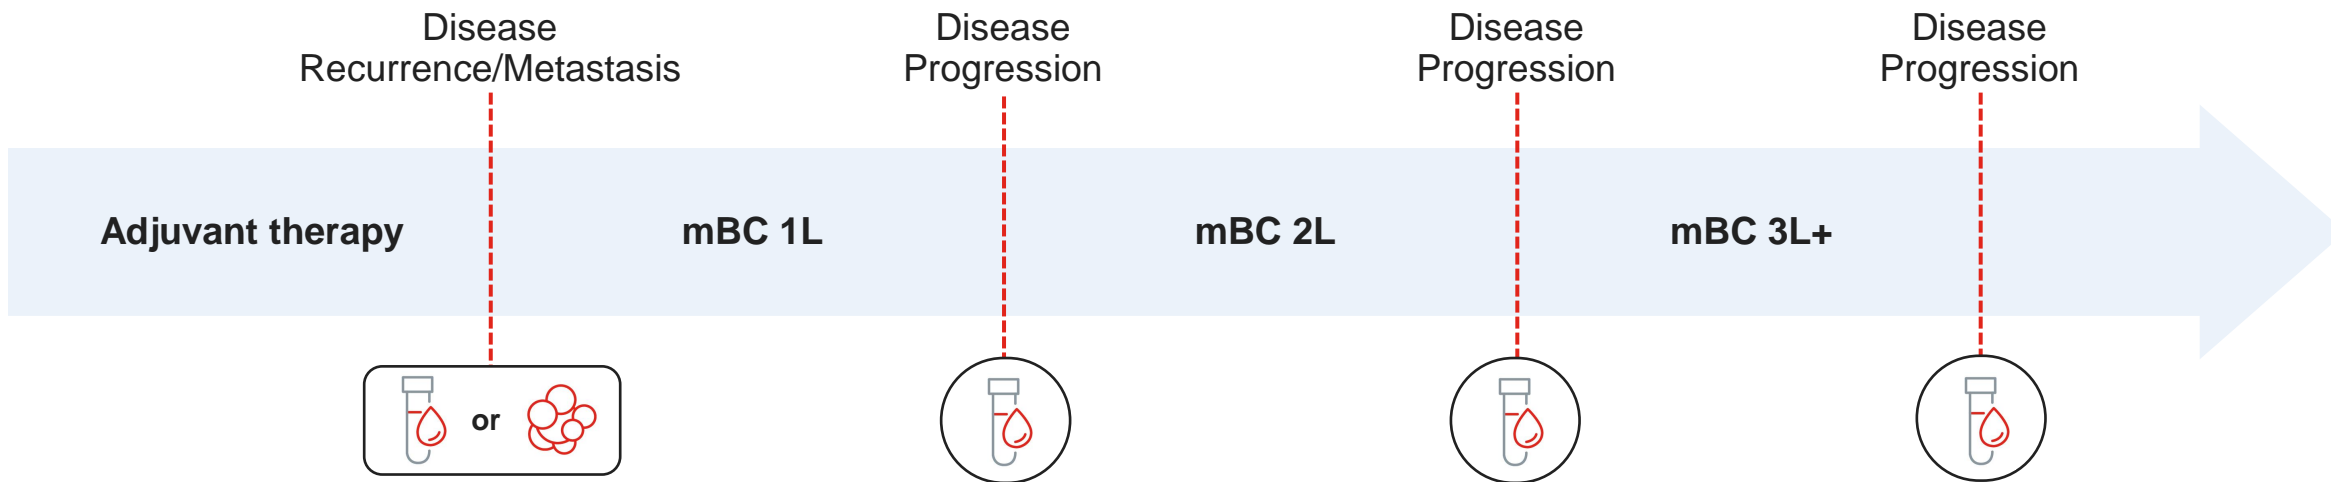 Disease
Recurrence/Metastasis
Disease
Progression
Disease
Progression
Disease
Progression
Adjuvant therapy
mBC 1L
mBC 2L
mBC 3L+
or